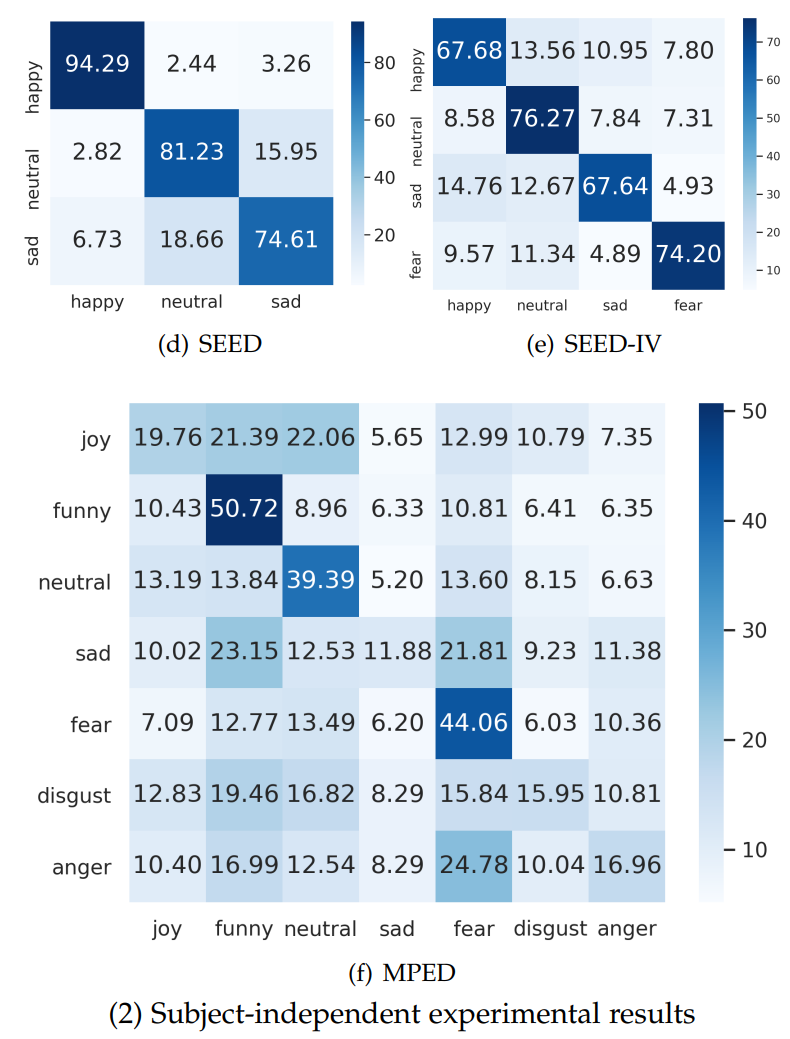 happy 94.29 2.44 3.26
neutral 2.82 81.23 15.95
sad 6.73 18.66 74.61
happy neutral sad
80
60
40
20
(d) SEED
happy 67.68 13.56 10.95 7.80
neutral 8.58 76.27 7.84 7.31
sad 14.76 12.67 67.64 4.93
fear 9.57 11.34 4.89 74.20
happy neutral sad fear
70
60
50
40
30
20
10
(e) SEED-IV
joy 19.76 21.39 22.06 5.65 12.99 10.79 7.35
funny 10.43 50.72 8.96 6.33 10.81 6.41 6.35
neutral 13.19 13.84 39.39 5.20 13.60 8.15 6.63
sad 10.02 23.15 12.53 11.88 21.81 9.23 11.38
fear 7.09 12.77 13.49 6.20 44.06 6.03 10.36
disgust 12.83 19.46 16.82 8.29 15.84 15.95 10.81
anger 10.40 16.99 12.54 8.29 24.78 10.04 16.96
joy funny neutral sad fear disgust anger
50
40
30
20
10
(f) MPED
(2) Subject-independent experimental results